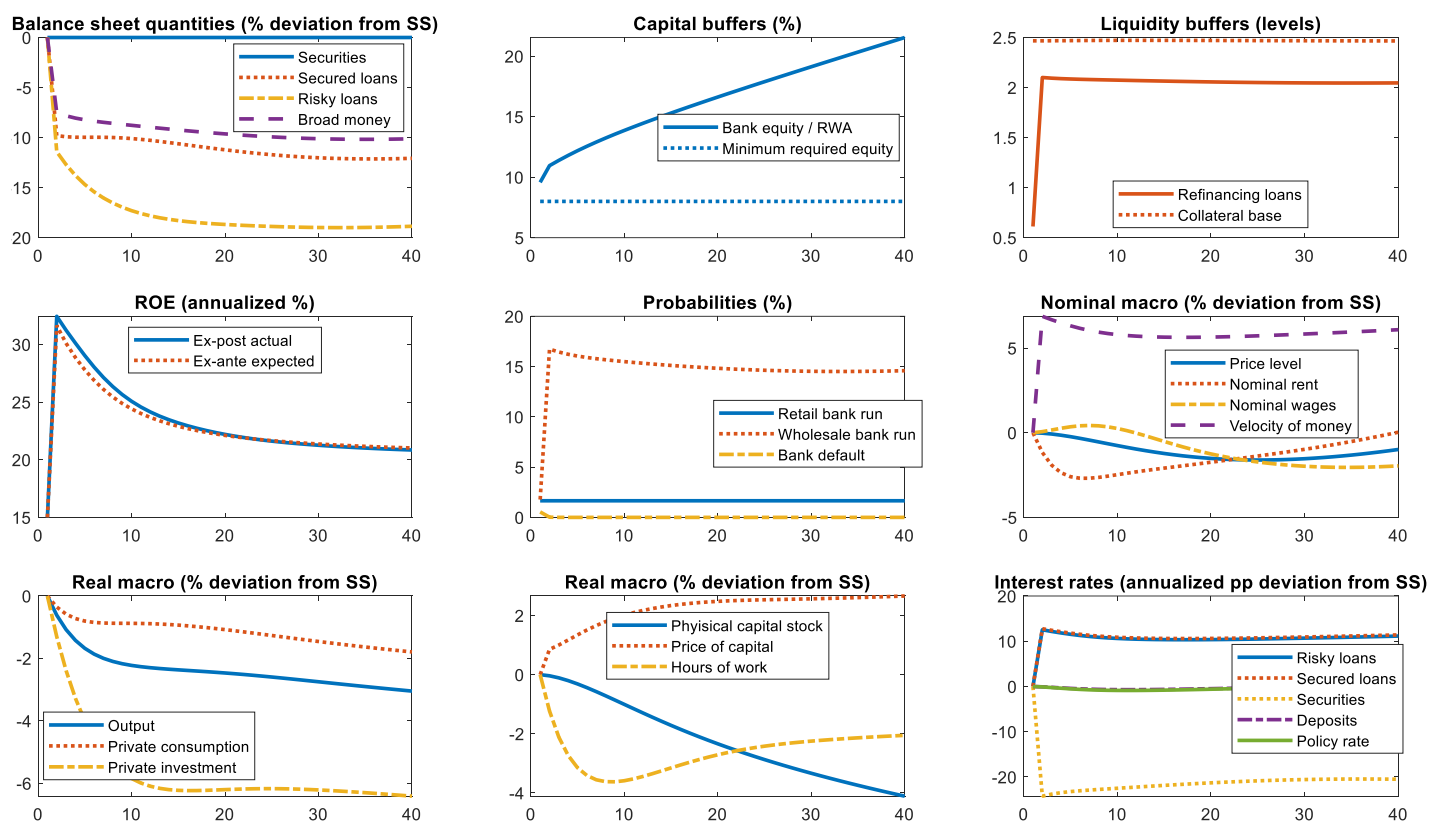 Balance sheet quantities (% deviation from SS)
0
-5
10
15
20
Securities
Secured loans
Risky loans
Broad money
0 10 20 30 40
Capital buffers (%)
20
15
10
5
Bank equity / RWA
Minimum required equity
0 10 20 30 40
Liquidity buffers (levels)
2.5
2
1.5
1
0.5
Refinancing loans
Collateral base
0 10 20 30 40
ROE (annualized %)
30
25
20
15
Ex-post actual
Ex-ante expected
0 10 20 30 40
Probabilities (%)
20
15
10
5
0
Retail bank run
Wholesale bank run
Bank default
0 10 20 30 40
Nominal macro (% deviation from SS)
5
0
-5
Price level
Nominal rent
Nominal wages
Velocity of money
0 10 20 30 40
Real macro (% deviation from SS)
0
-2
-4
-6
Output
Private consumption
Private investment
0 10 20 30 40
Real macro (% deviation from SS)
2
0
-2
-4
Phyisical capital stock
Price of capital
Hours of work
0 10 20 30 40
Interest rates (annualized pp deviation from SS)
20
10
0
-10
-20
Risky loans
Secured loans
Securities
Deposits
Policy rate
0 10 20 30 40